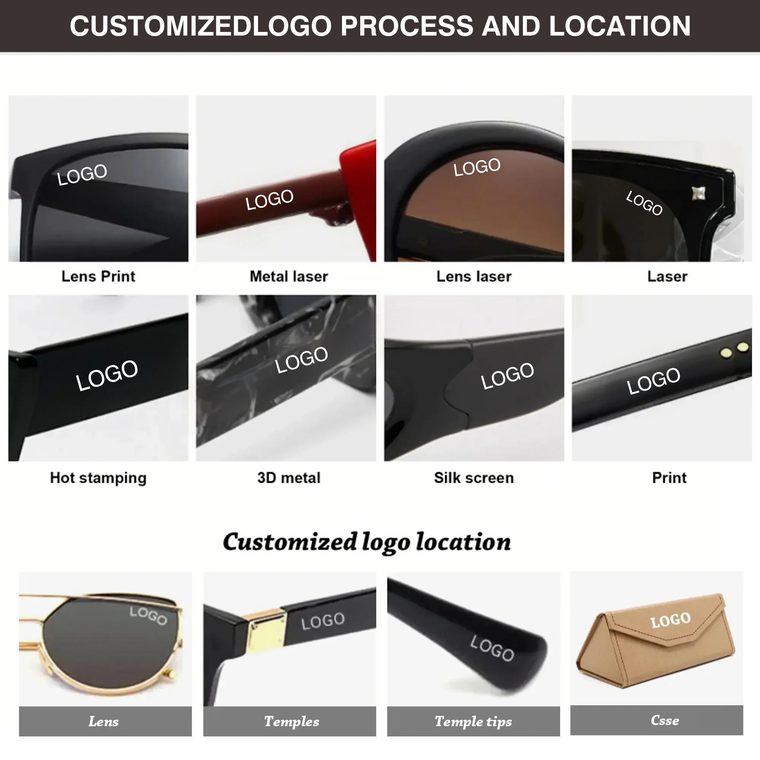 CUSTOMIZEDLOGO PROCESS AND LOCATION
LOGO
LOGO
LOGO
LOGO
Lens Print
Metal laser
Lens laser
Laser
LOGO
LOGO
LOGO
LOGO
Hot stamping
3D metal
Silk screen
Print
Customized logo location
LOGO
LOGO
LOGO
LOGO
Lens
Temples
Temple tips
Csse